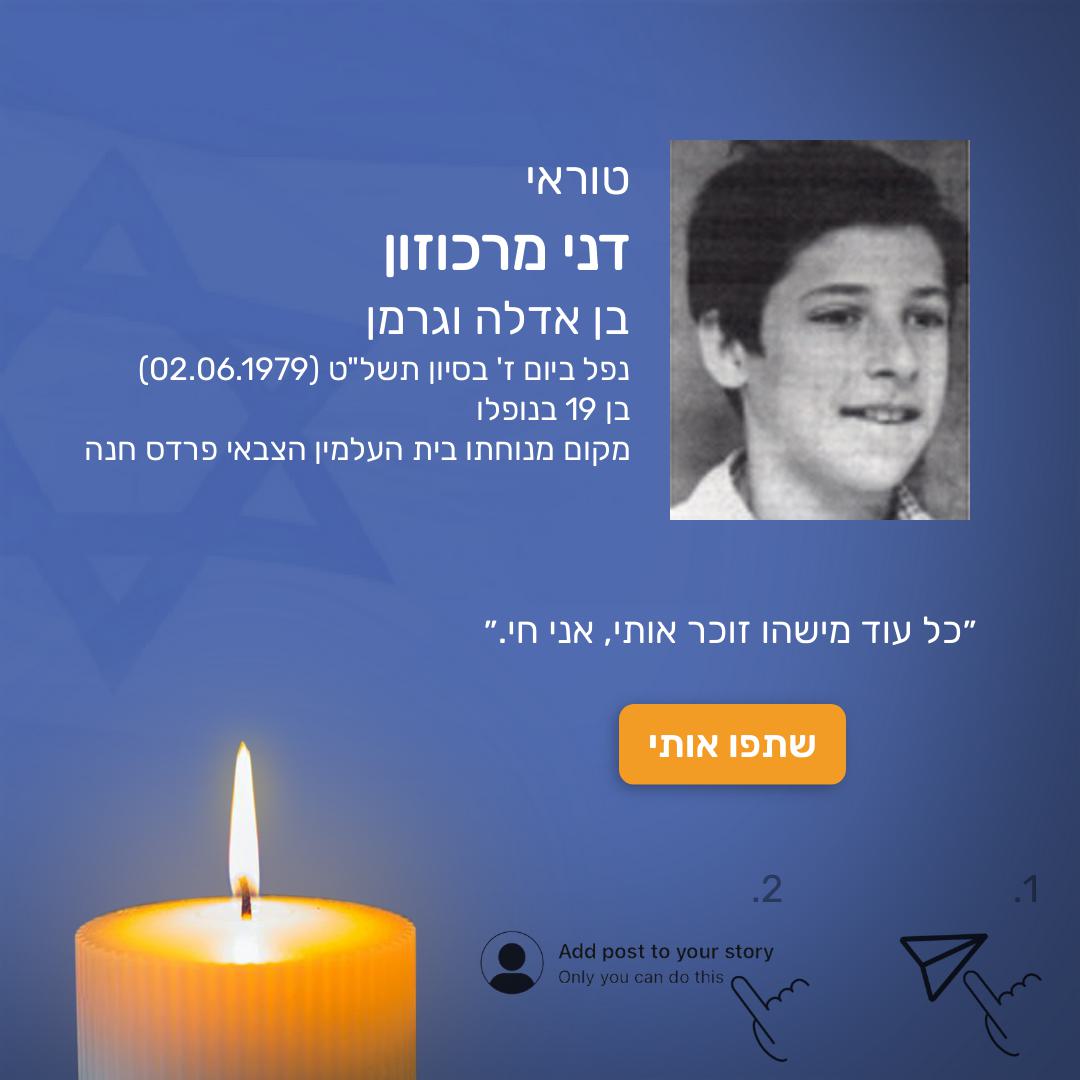 טוראי
דני מרכוזון
בן אדלה וגרמן
נפל ביום ז' בסיון תשל"ט (02.06.1979)
בן 19 בנופלו
מקום מנוחתו בית העלמין הצבאי פרדס חנה
״כל עוד מישהו זוכר אותי, אני חי.״
שתפו אותי
1.
2.
Add post to your story
Only you can do this